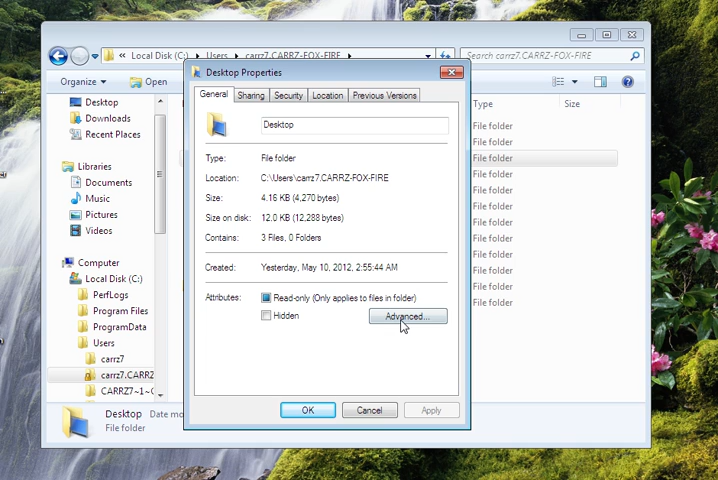 « Local Disk (C:) ▸ Users ▸ carrz7.CARRZ-FOX-FIRE ▸
Search carrz7.CARRZ-FOX-FIRE
Organize
Open
Desktop
Downloads
Recent Places
Libraries
Documents
Music
Pictures
Videos
Computer
Local Disk (C:)
PerfLogs
Program Files
ProgramData
Users
carrz7
carrz7.CARRZ
CARRZ7~1~C
Desktop Properties
General
Sharing
Security
Location
Previous Versions
Desktop
Type: File folder
Location: C:\Users\carrz7.CARRZ-FOX-FIRE
Size: 4.16 KB (4,270 bytes)
Size on disk: 12.0 KB (12,288 bytes)
Contains: 3 Files, 0 Folders
Created: Yesterday, May 10, 2012, 2:55:44 AM
Attributes: Read-only (Only applies to files in folder)
Hidden
Advanced...
OK
Cancel
Apply
Type
Size
File folder
File folder
File folder
File folder
File folder
File folder
File folder
File folder
File folder
File folder
File folder
File folder
Desktop
Date mo
File folder